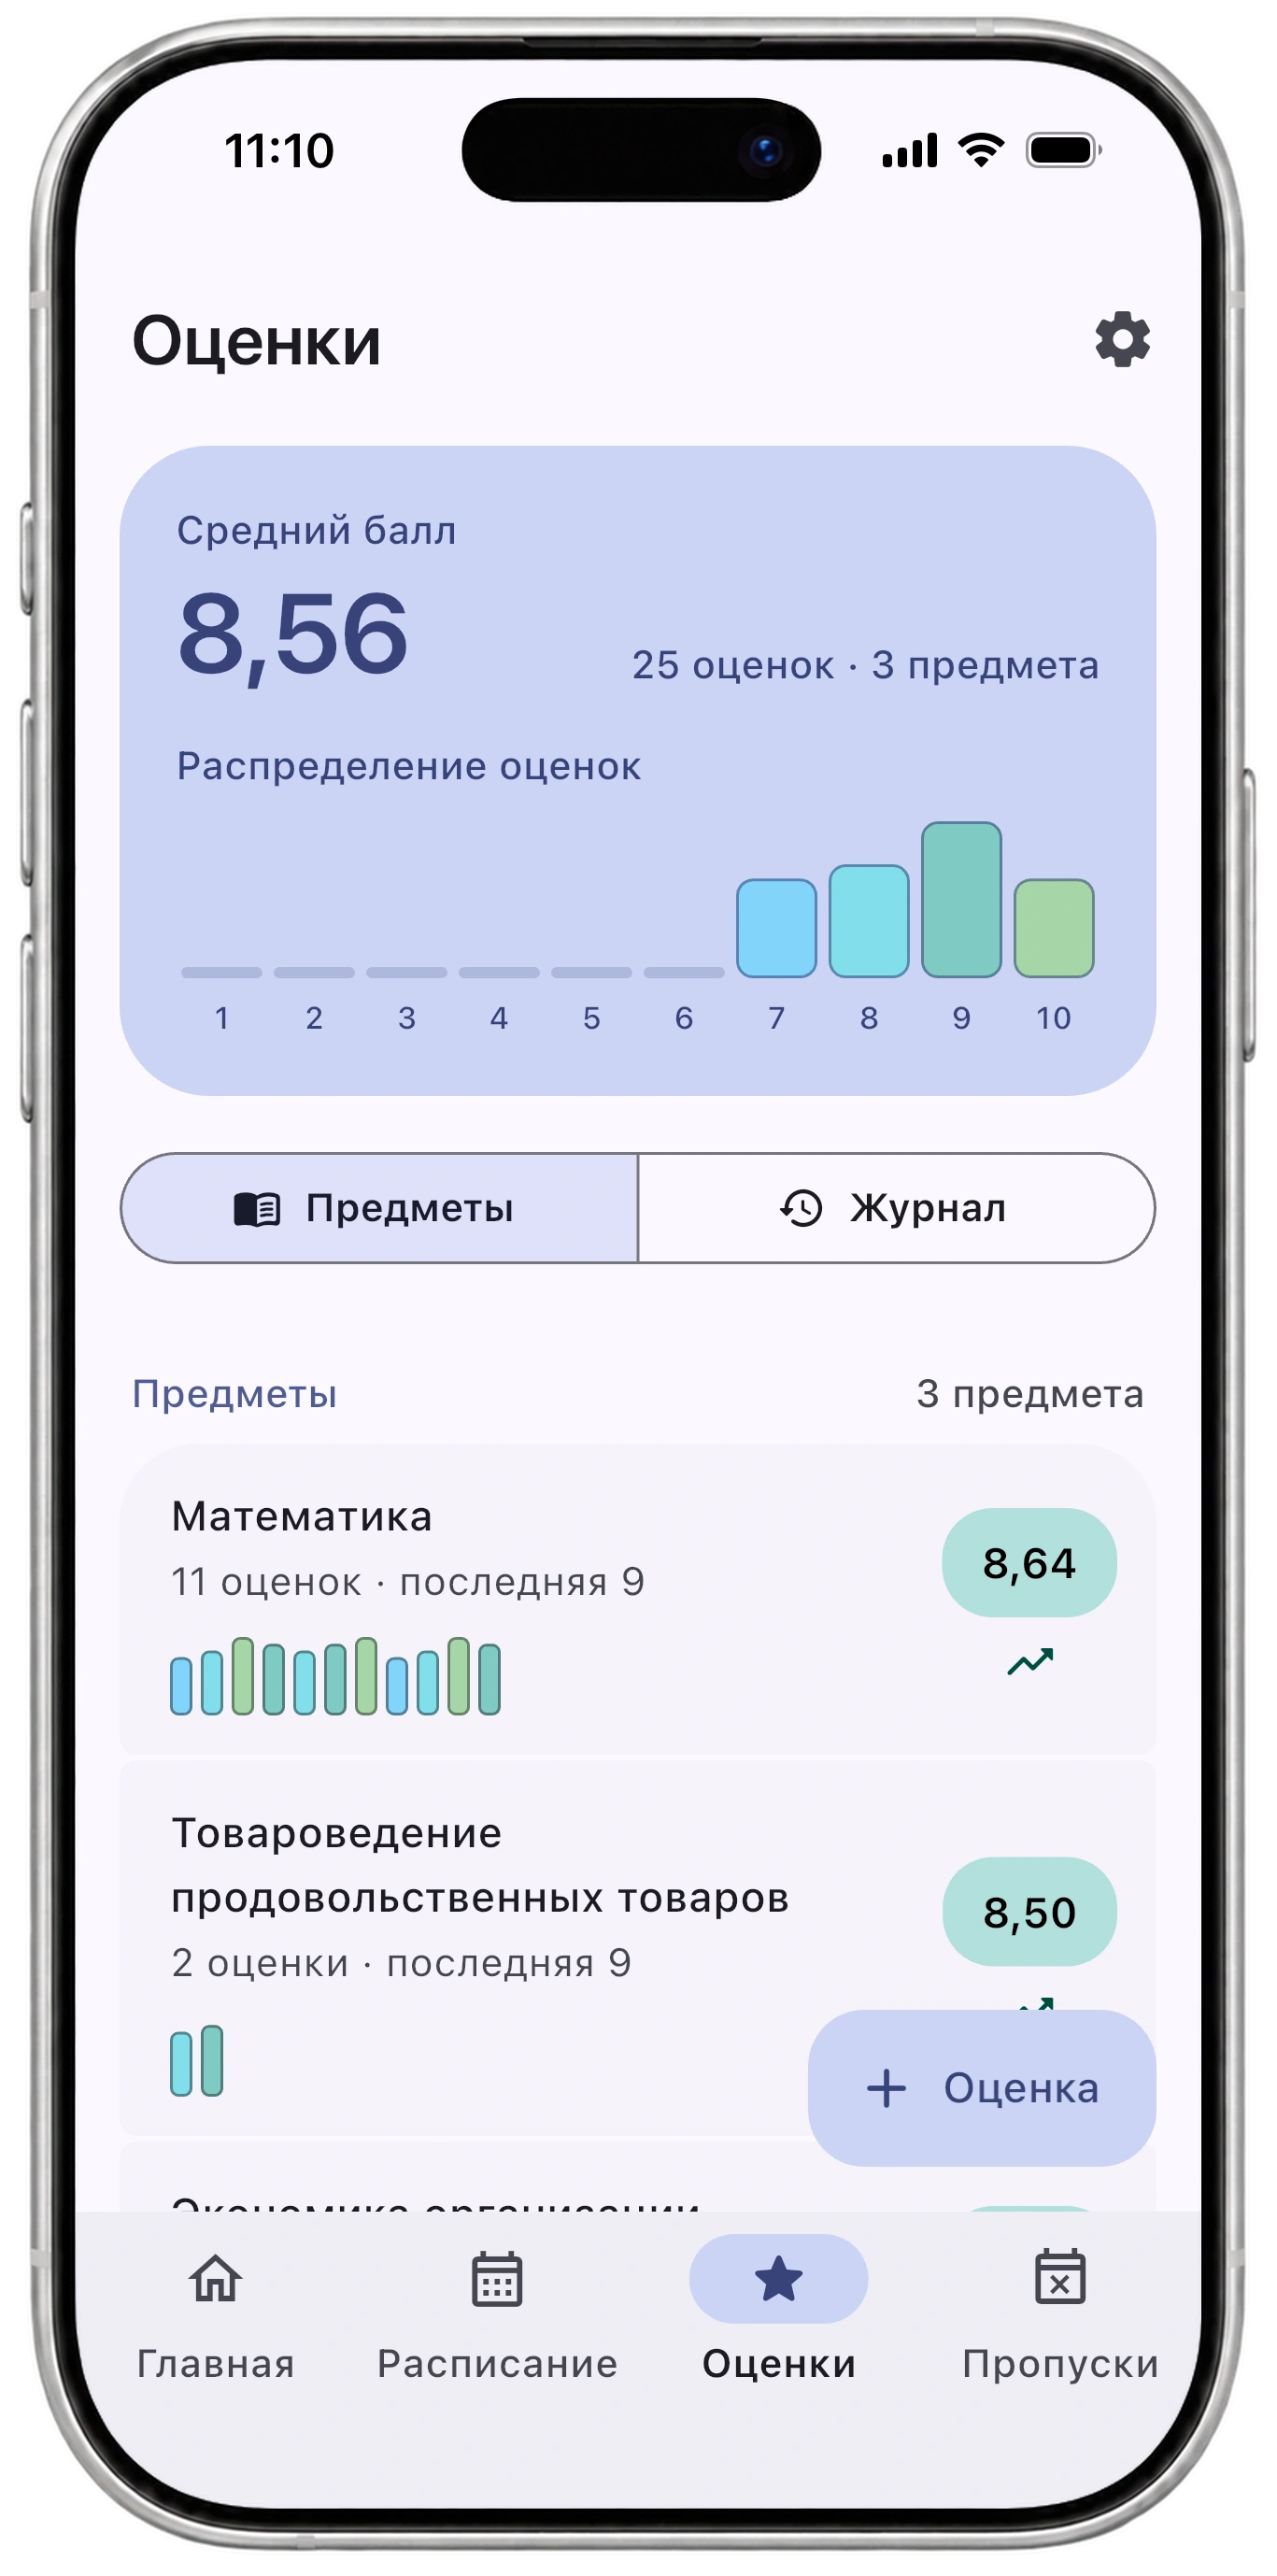 11:10
Оценки
Средний балл
8,56
25 оценок · 3 предмета
Распределение оценок
1 2 3 4 5 6 7 8 9 10
Предметы
Журнал
Предметы
3 предмета
Математика
11 оценок · последняя 9
8,64
Товароведение
продовольственных товаров
2 оценки · последняя 9
8,50
+ Оценка
Экономика организации
Главная
Расписание
Оценки
Пропуски